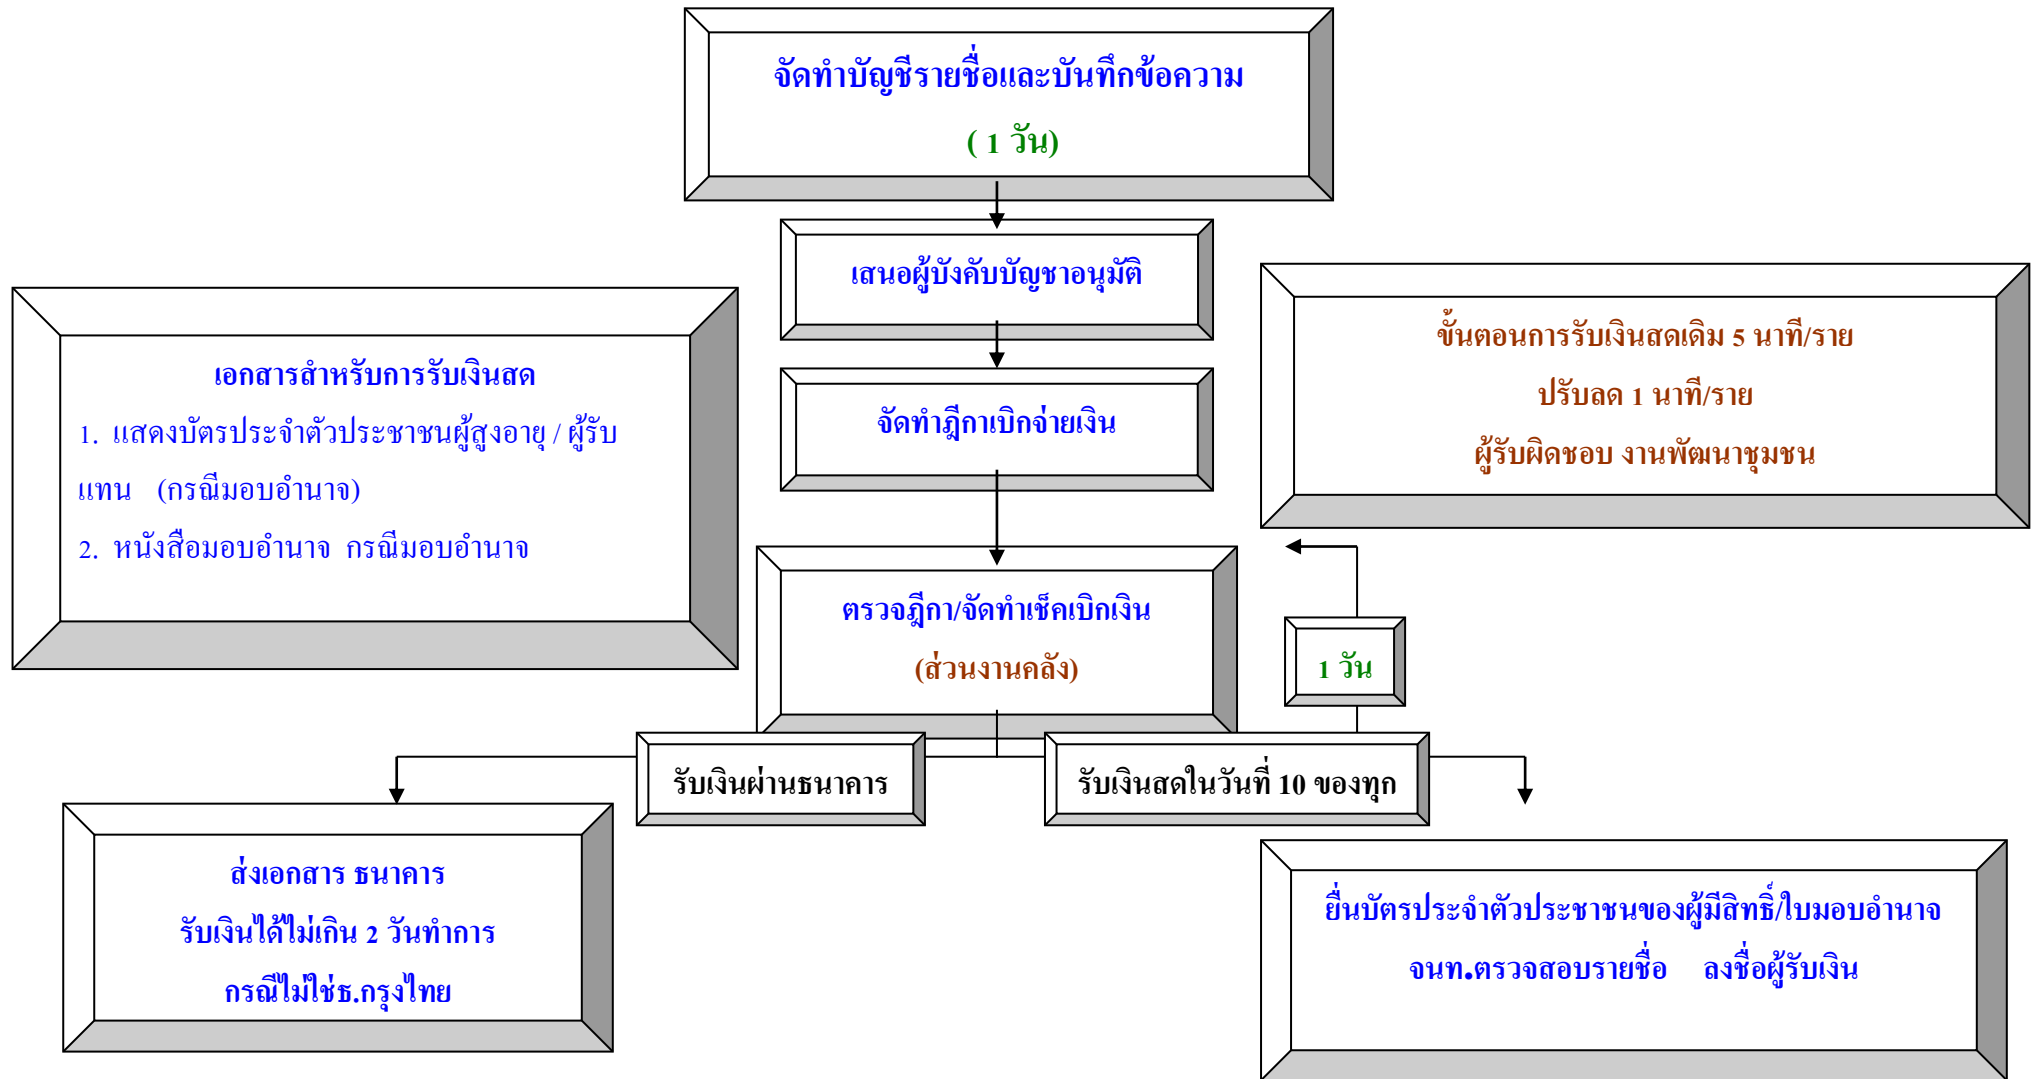 จัดทำบัญชีรายชื่อและบันทึกข้อความ
( 1 วัน)
เสนอผู้บังคับบัญชาอนุมัติ
จัดทำฎีกาเบิกจ่ายเงิน
เอกสารสำหรับการรับเงินสด
1. แสดงบัตรประจำตัวประชาชนผู้สูงอายุ / ผู้รับ
แทน (กรณีมอบอำนาจ)
2. หนังสือมอบอำนาจ กรณีมอบอำนาจ
ขั้นตอนการรับเงินสดเดิม 5 นาที/ราย
ปรับลด 1 นาที/ราย
ผู้รับผิดชอบ งานพัฒนาชุมชน
ตรวจฎีกา/จัดทำเช็คเบิกเงิน
(ส่วนงานคลัง)
1 วัน
รับเงินผ่านธนาคาร
รับเงินสดในวันที่ 10 ของทุก
ส่งเอกสาร ธนาคาร
รับเงินได้ไม่เกิน 2 วันทำการ
กรณีไม่ใช่ธ.กรุงไทย
ยื่นบัตรประจำตัวประชาชนของผู้มีสิทธิ์/ใบมอบอำนาจ
จนท.ตรวจสอบรายชื่อ ลงชื่อผู้รับเงิน